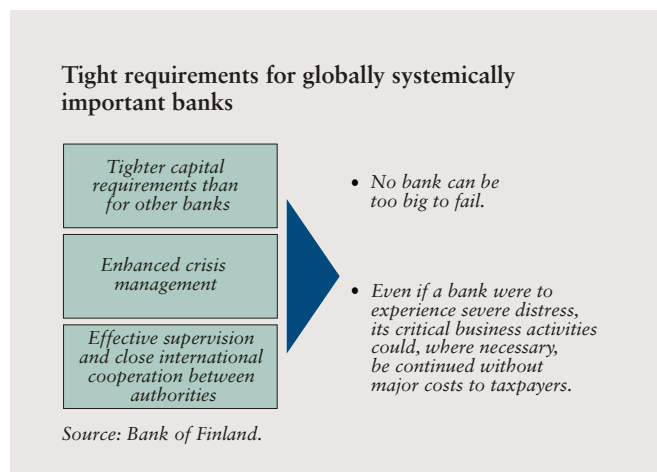 Tight requirements for globally systemically
important banks
Tighter capital
requirements than
for other banks
Enhanced crisis
management
Effective supervision
and close international
cooperation between
authorities
• No bank can be
too big to fail.
• Even if a bank were to
experience severe distress,
its critical business activities
could, where necessary,
be continued without
major costs to taxpayers.
Source: Bank of Finland.